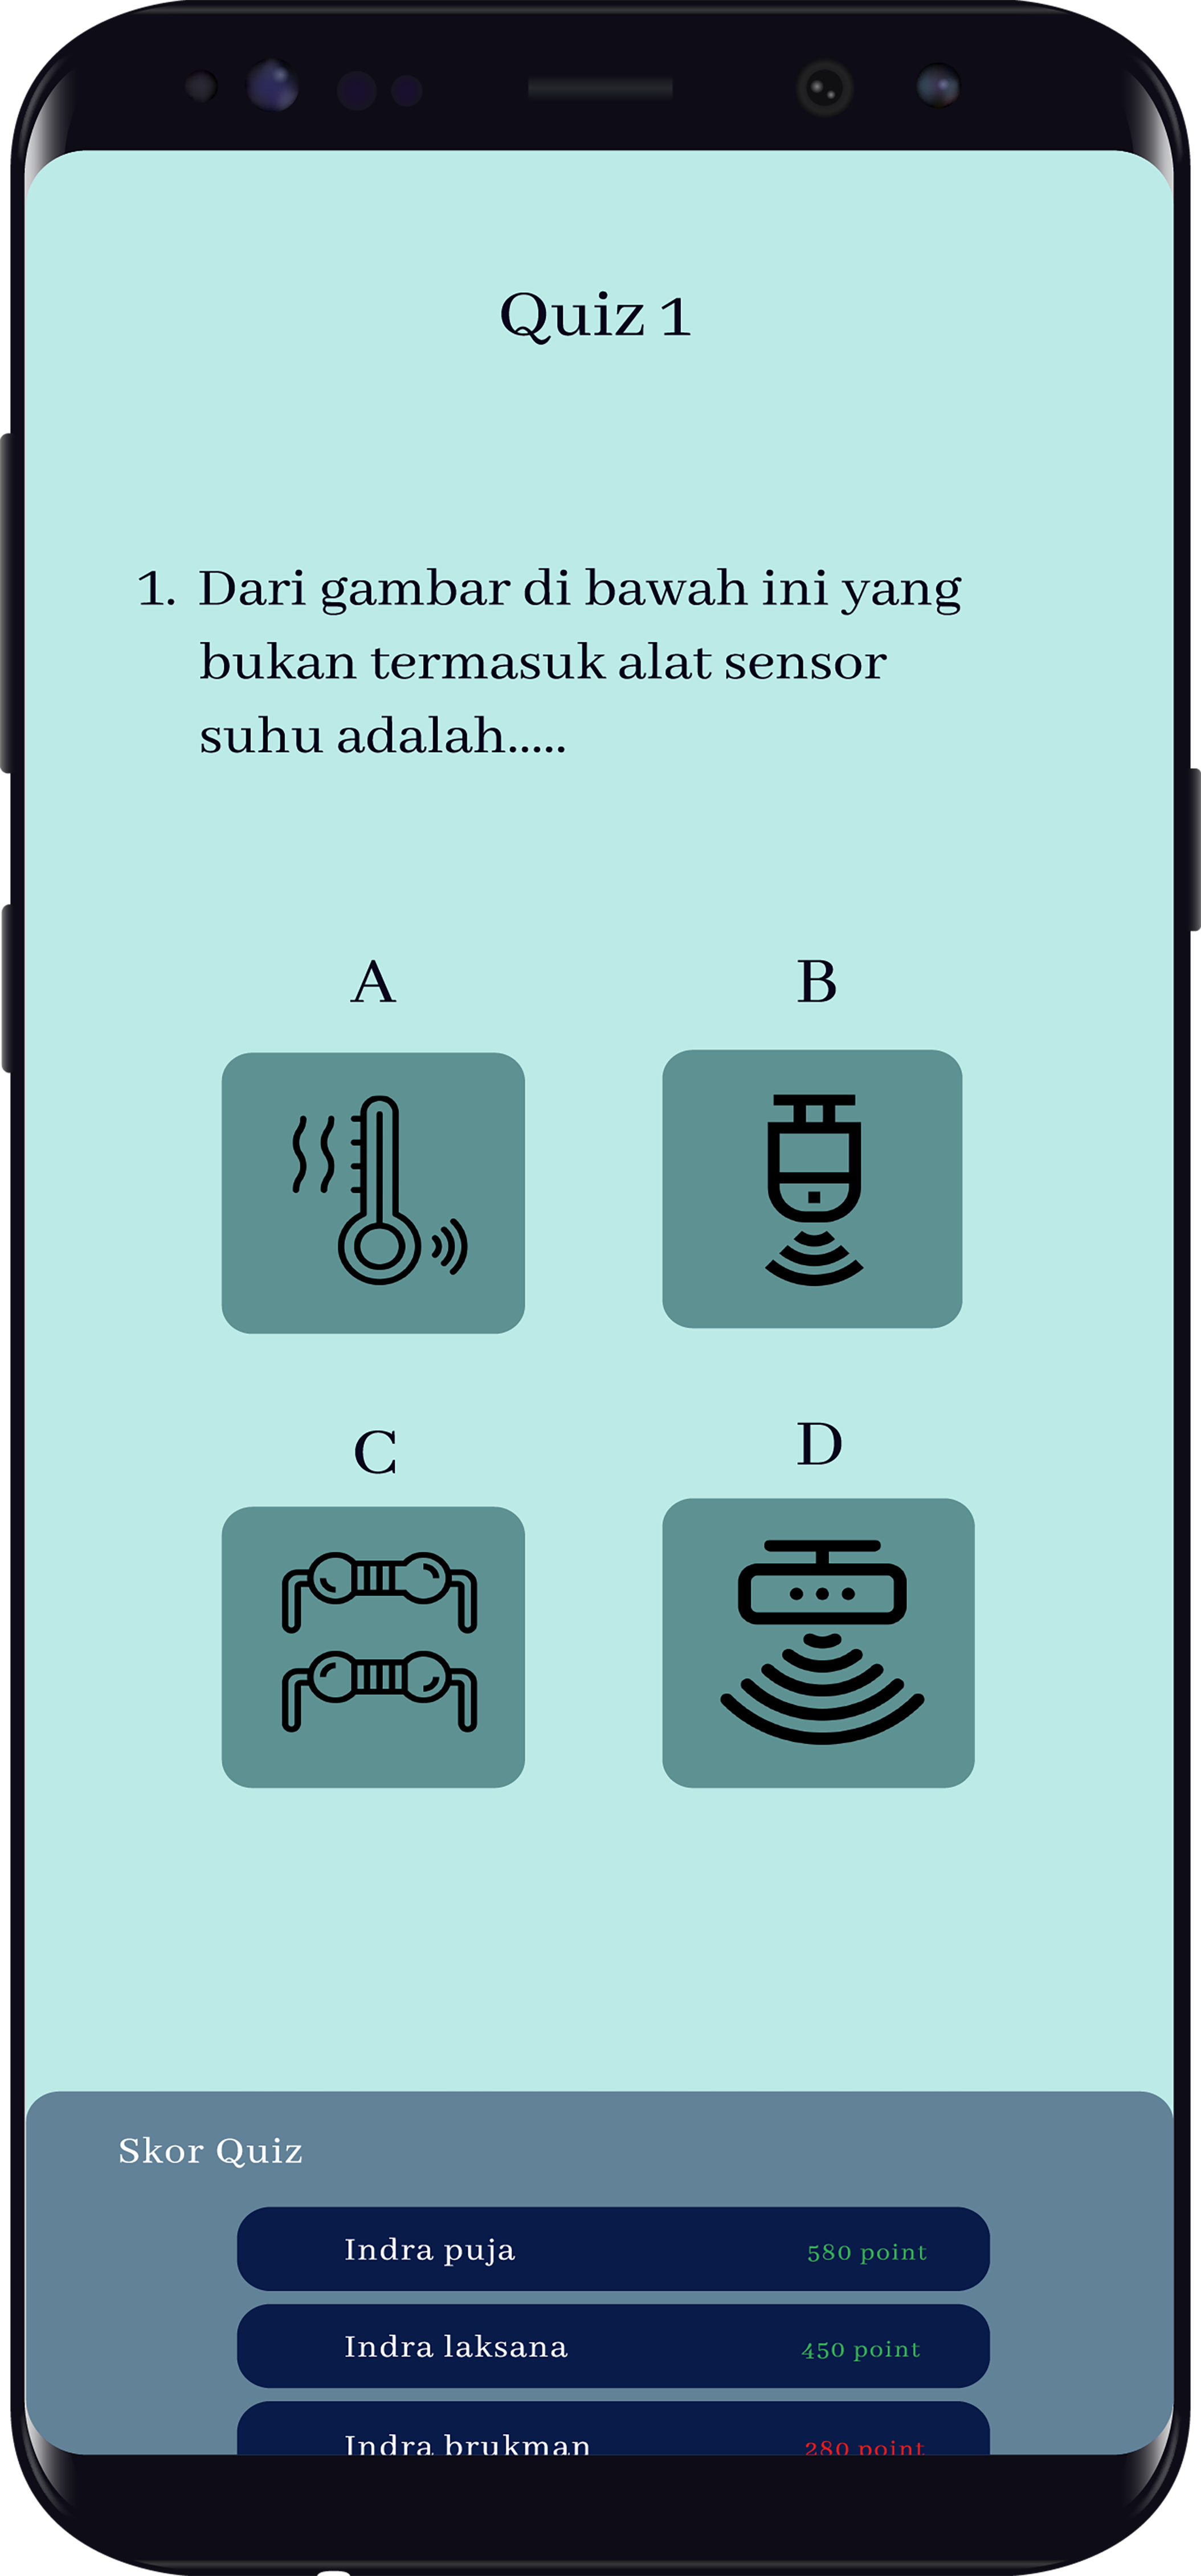 Quiz 1
1. Dari gambar di bawah ini yang
bukan termasuk alat sensor
suhu adalah.....
A
B
C
D
Skor Quiz
Indra puja 580 point
Indra laksana 450 point
Indra brukman 280 point